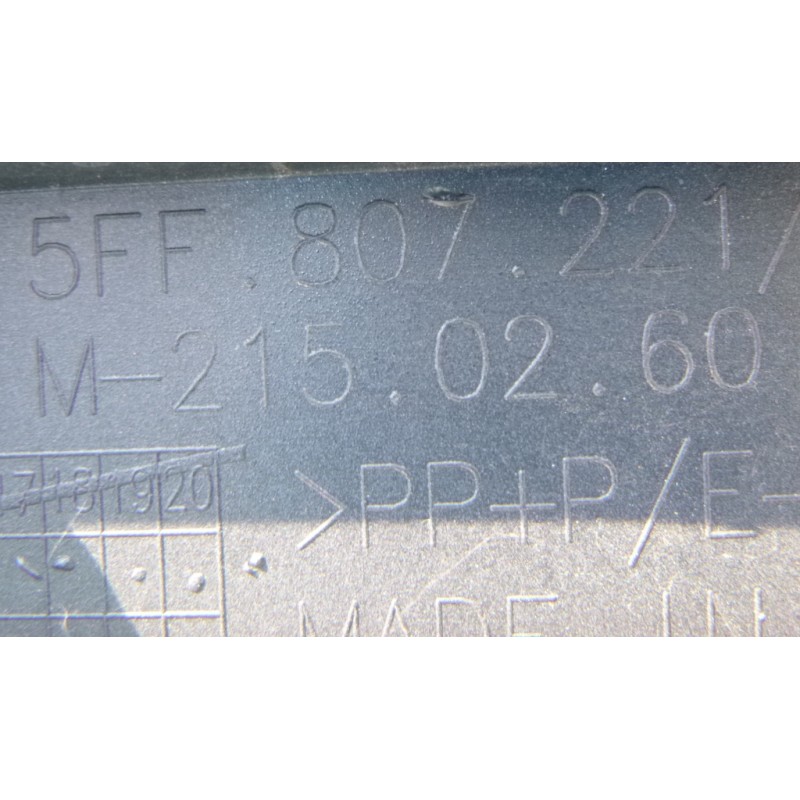 5FF.807.221/
M-215.02.60
17 18 19 20
>PP+P/E-
MADE IN